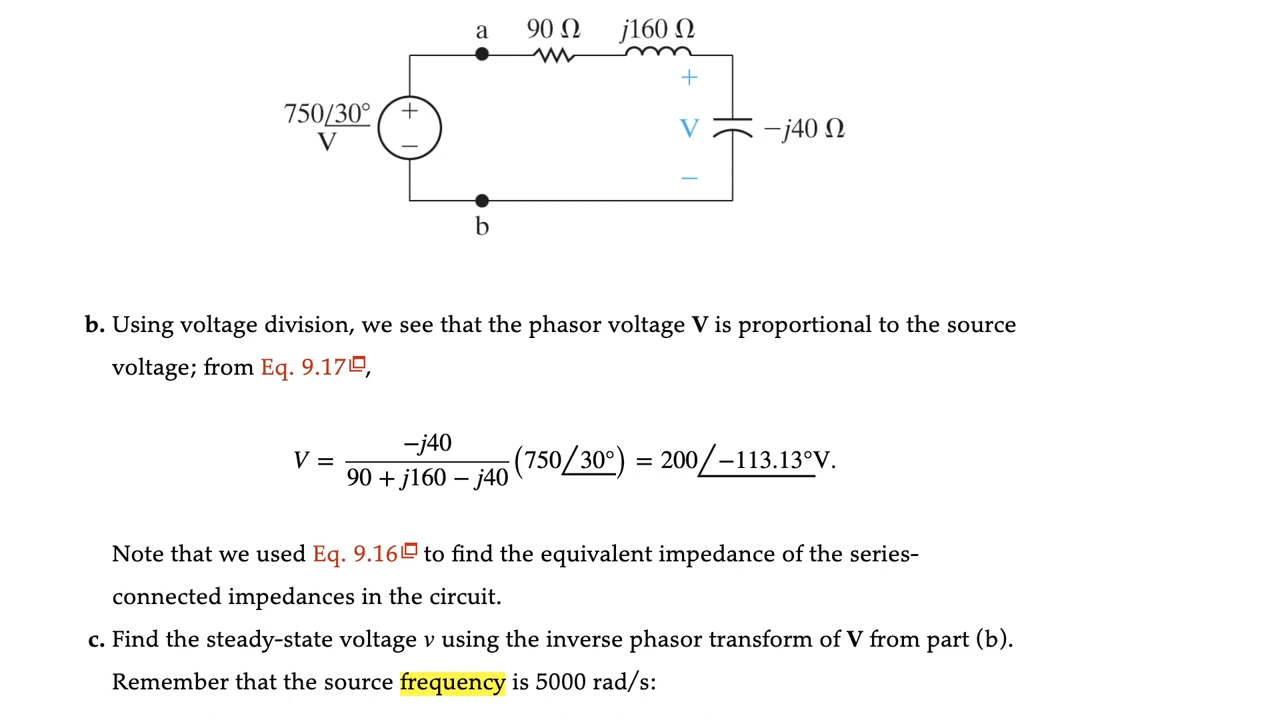 a 90 Ω j160 Ω
+
750/30° +
V V −j40 Ω
−
−
b
b. Using voltage division, we see that the phasor voltage V is proportional to the source
voltage; from Eq. 9.17,
V = −j40 / 90 + j160 − j40 (750/30°) = 200/−113.13°V.
Note that we used Eq. 9.16 to find the equivalent impedance of the series-
connected impedances in the circuit.
c. Find the steady-state voltage v using the inverse phasor transform of V from part (b).
Remember that the source frequency is 5000 rad/s: